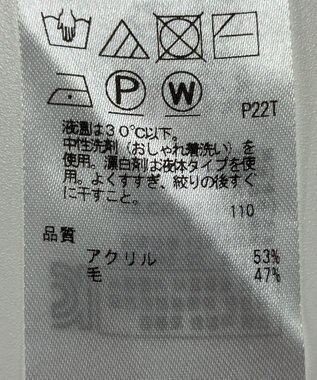 P22T
P W
液温は30℃以下。
中性洗剤（おしゃれ着洗い）を
使用。漂白剤は液体タイプを使
用。よくすすぎ、絞りの後すぐ
に干すこと。
110
品質
アクリル 53%
毛 47%